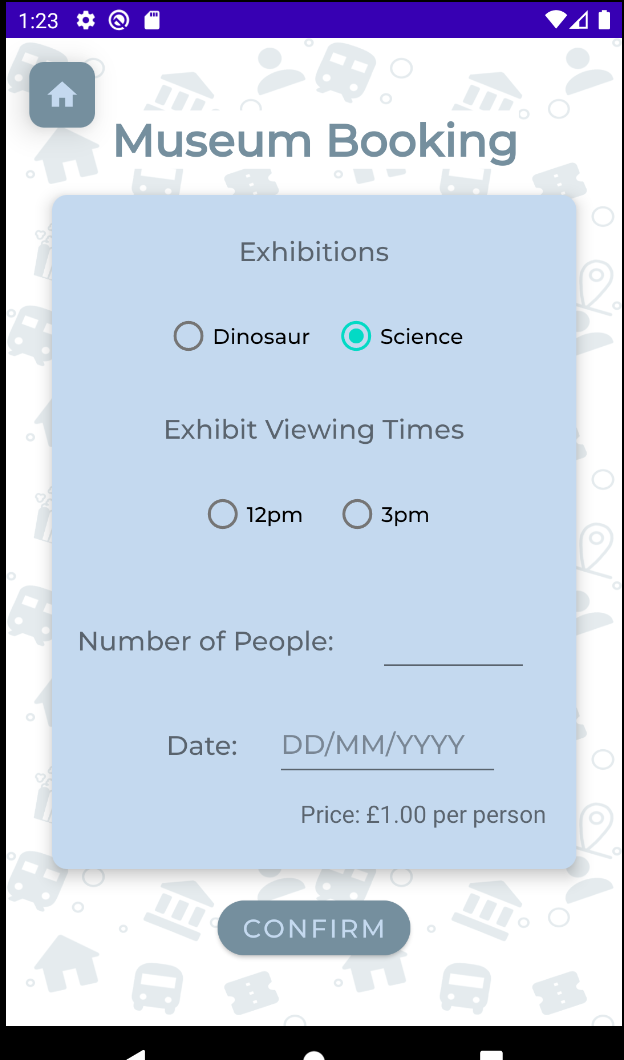 1:23
Museum Booking
Exhibitions
Dinosaur Science
Exhibit Viewing Times
12pm 3pm
Number of People:
Date: DD/MM/YYYY
Price: £1.00 per person
CONFIRM